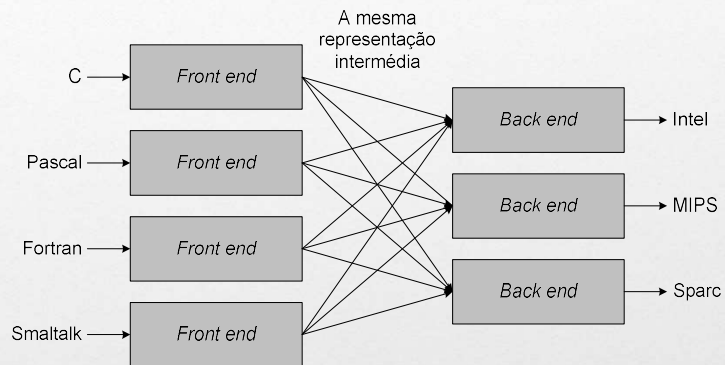 A mesma
representação
intermédia
C
Front end
Back end
Intel
Pascal
Front end
Back end
MIPS
Fortran
Front end
Back end
Sparc
Smaltalk
Front end